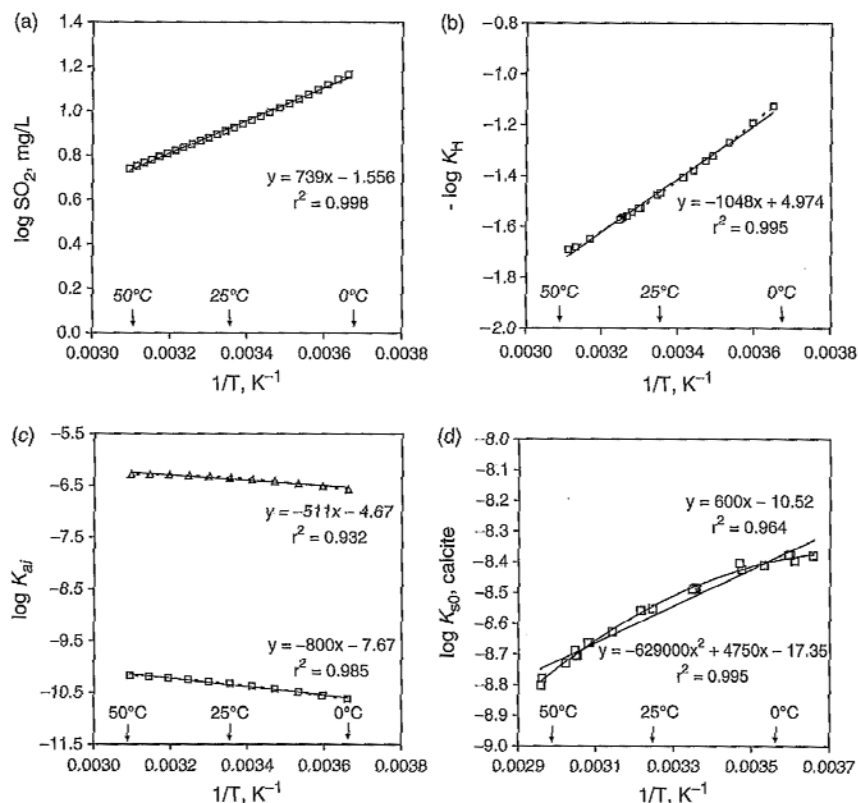 (a)
1.4
1.2
1.0
0.8
0.6
0.4
0.2
0.0
log SO₂, mg/L
y = 739x − 1.556
r² = 0.998
50°C
25°C
0°C
0.0030 0.0032 0.0034 0.0036 0.0038
1/T, K⁻¹
(b)
−0.8
−1.0
−1.2
−1.4
−1.6
−1.8
−2.0
- log K_H
y = −1048x + 4.974
r² = 0.995
50°C
25°C
0°C
0.0030 0.0032 0.0034 0.0036 0.0038
1/T, K⁻¹
(c)
−5.5
−6.5
−7.5
−8.5
−9.5
−10.5
−11.5
log K_ai
y = −511x − 4.67
r² = 0.932
y = −800x − 7.67
r² = 0.985
50°C
25°C
0°C
0.0030 0.0032 0.0034 0.0036 0.0038
1/T, K⁻¹
(d)
−8.0
−8.1
−8.2
−8.3
−8.4
−8.5
−8.6
−8.7
−8.8
−8.9
−9.0
log K_s0, calcite
y = 600x − 10.52
r² = 0.964
y = −629000x² + 4750x − 17.35
r² = 0.995
50°C
25°C
0°C
0.0029 0.0031 0.0033 0.0035 0.0037
1/T, K⁻¹